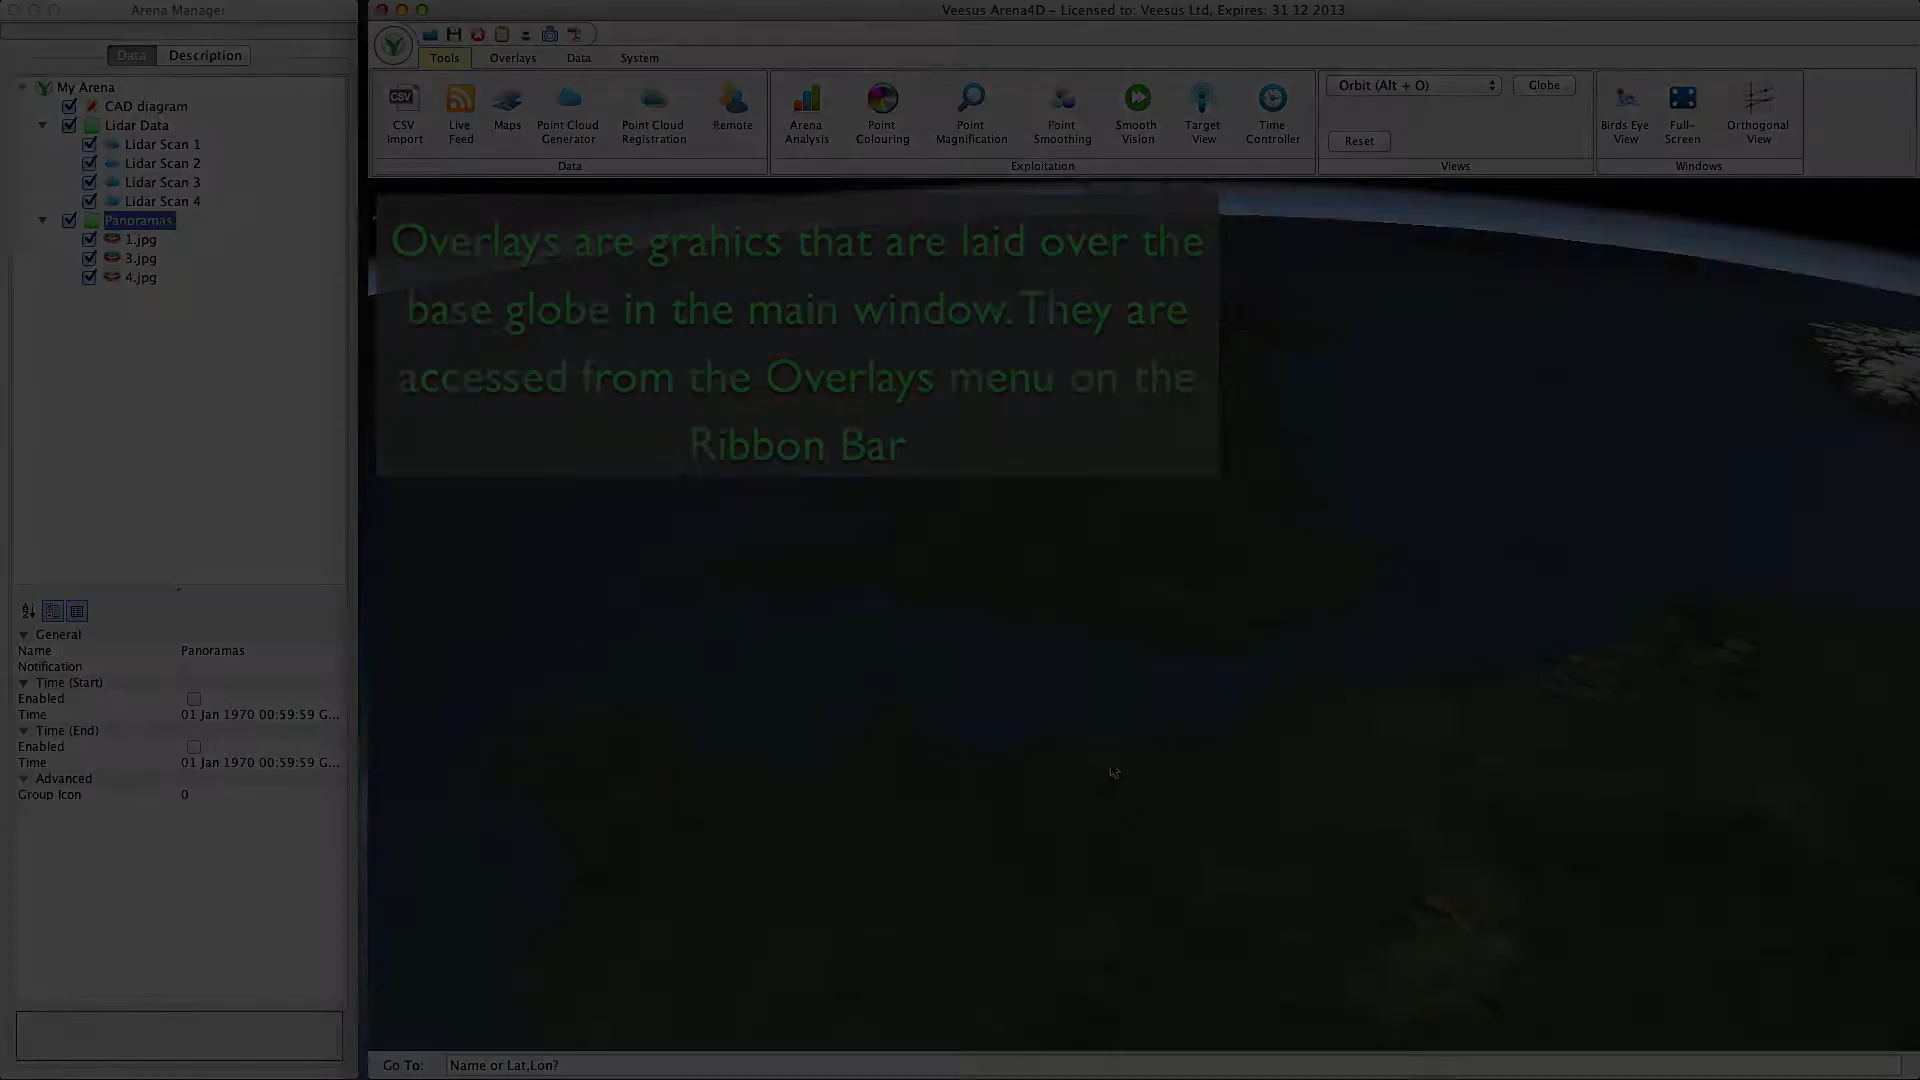 Arena Manager
Veesus Arena4D - Licensed to: Veesus Ltd, Expires: 31 12 2013
Data Description
Tools Overlays Data System
My Arena
CAD diagram
Lidar Data
Lidar Scan 1
Lidar Scan 2
Lidar Scan 3
Lidar Scan 4
Panoramas
1.jpg
3.jpg
4.jpg
CSV Import
Live Feed
Maps
Point Cloud Generator
Point Cloud Registration
Remote
Data
Arena Analysis
Point Colouring
Point Magnification
Point Smoothing
Smooth Vision
Target View
Time Controller
Exploitation
Orbit (Alt + O)
Globe
Reset
Views
Birds Eye View
Full-Screen
Orthogonal View
Windows
Overlays are grahics that are laid over the
base globe in the main window. They are
accessed from the Overlays menu on the
Ribbon Bar
General
Name Panoramas
Notification
Time (Start)
Enabled
Time 01 Jan 1970 00:59:59 G...
Time (End)
Enabled
Time 01 Jan 1970 00:59:59 G...
Advanced
Group Icon 0
Go To: Name or Lat,Lon?